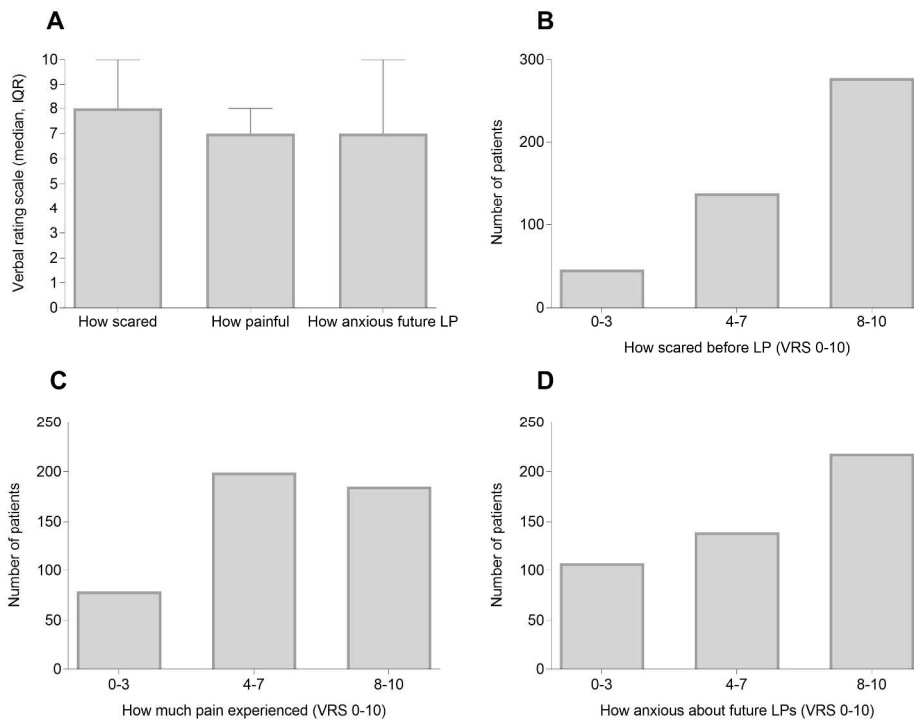 A
Verbal rating scale (median, IQR)
10
9
8
7
6
5
4
3
2
1
0
How scared
How painful
How anxious future LP
B
Number of patients
300
200
100
0
0-3
4-7
8-10
How scared before LP (VRS 0-10)
C
Number of patients
250
200
150
100
50
0
0-3
4-7
8-10
How much pain experienced (VRS 0-10)
D
Number of patients
250
200
150
100
50
0
0-3
4-7
8-10
How anxious about future LPs (VRS 0-10)